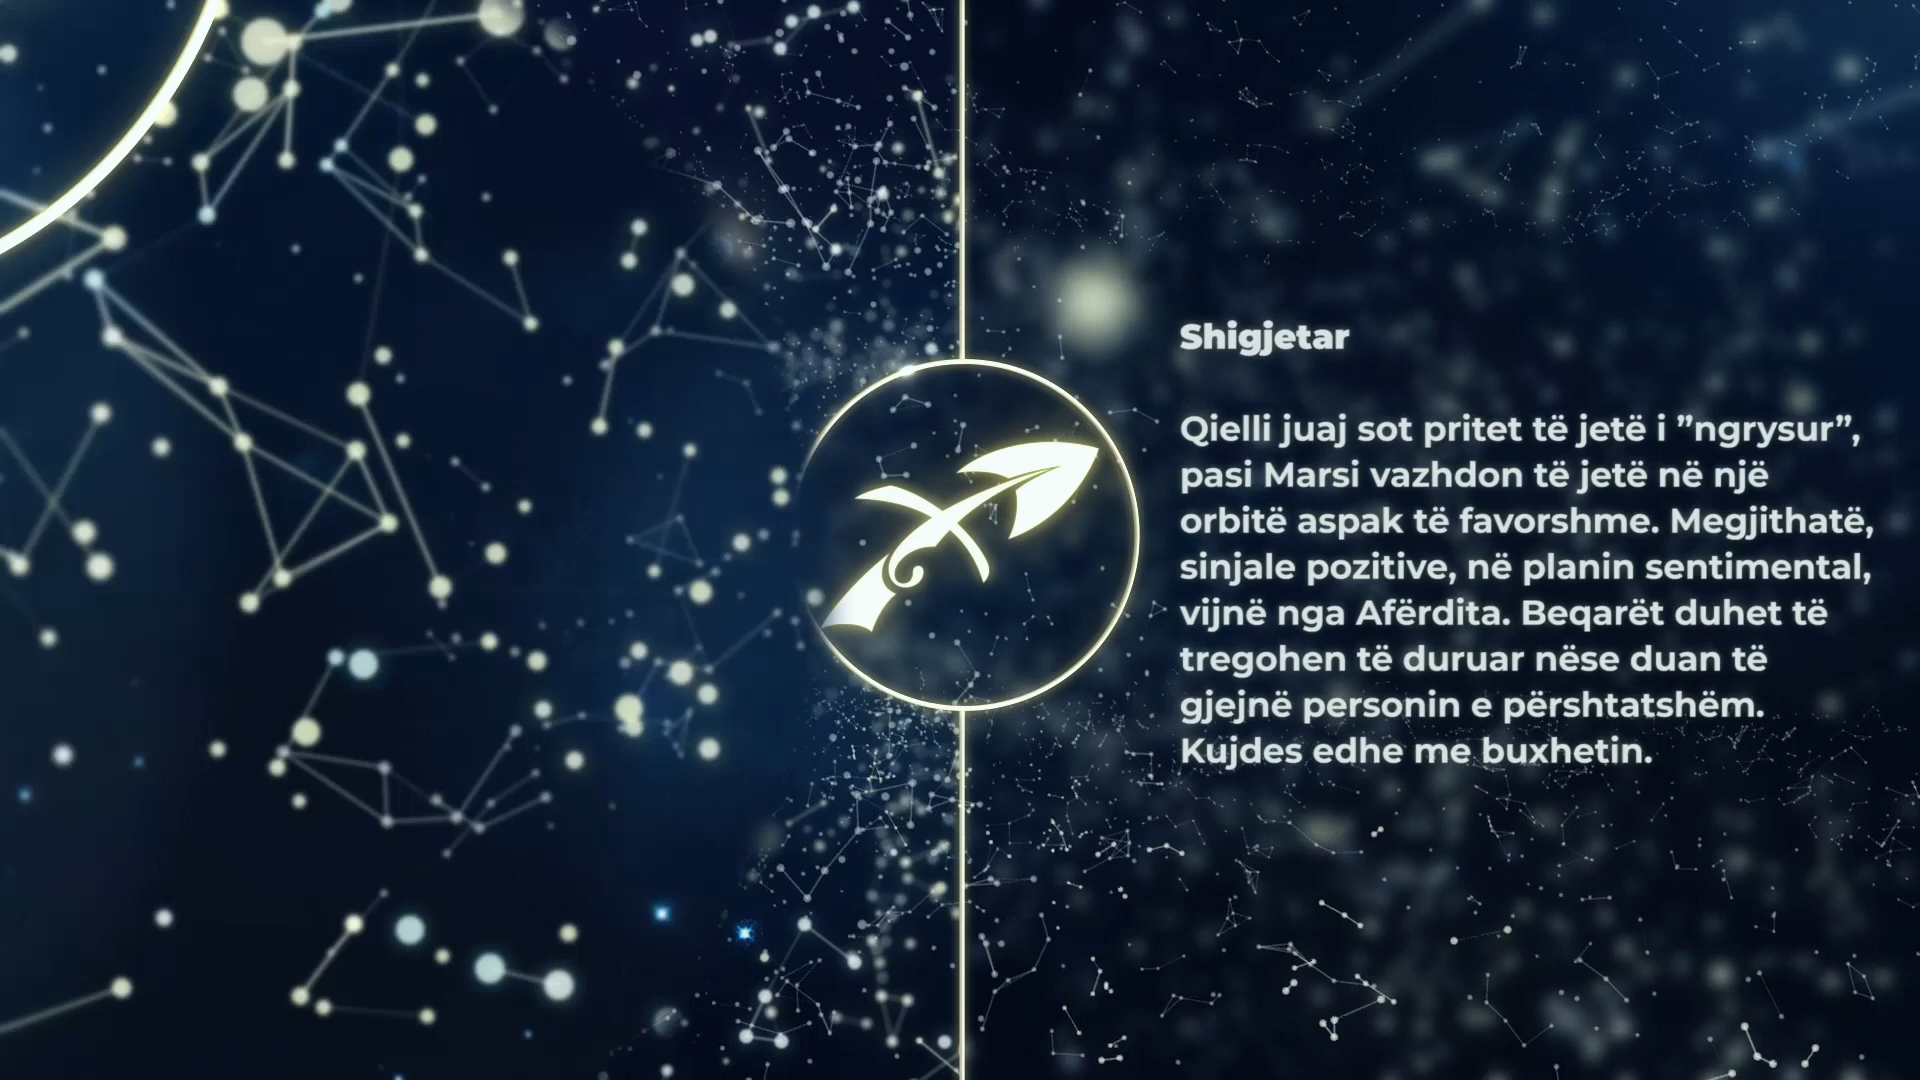 Shigjetar
Qielli juaj sot pritet të jetë i ”ngrysur”,
pasi Marsi vazhdon të jetë në një
orbitë aspak të favorshme. Megjithatë,
sinjale pozitive, në planin sentimental,
vijnë nga Afërdita. Beqarët duhet të
tregohen të duruar nëse duan të
gjejnë personin e përshtatshëm.
Kujdes edhe me buxhetin.